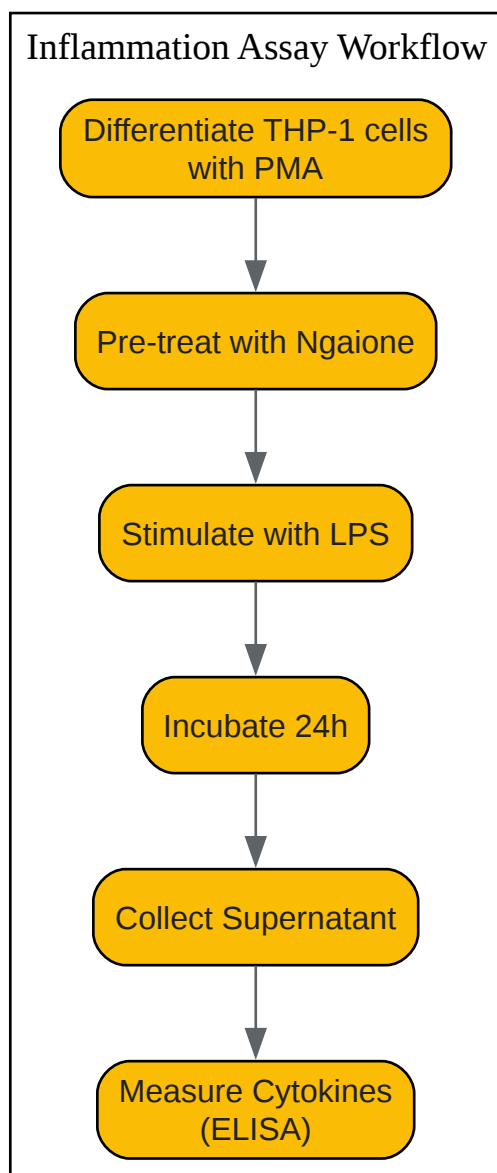 Inflammation Assay Workflow
Differentiate THP-1 cells
with PMA
Pre-treat with Ngaione
Stimulate with LPS
Incubate 24h
Collect Supernatant
Measure Cytokines
(ELISA)